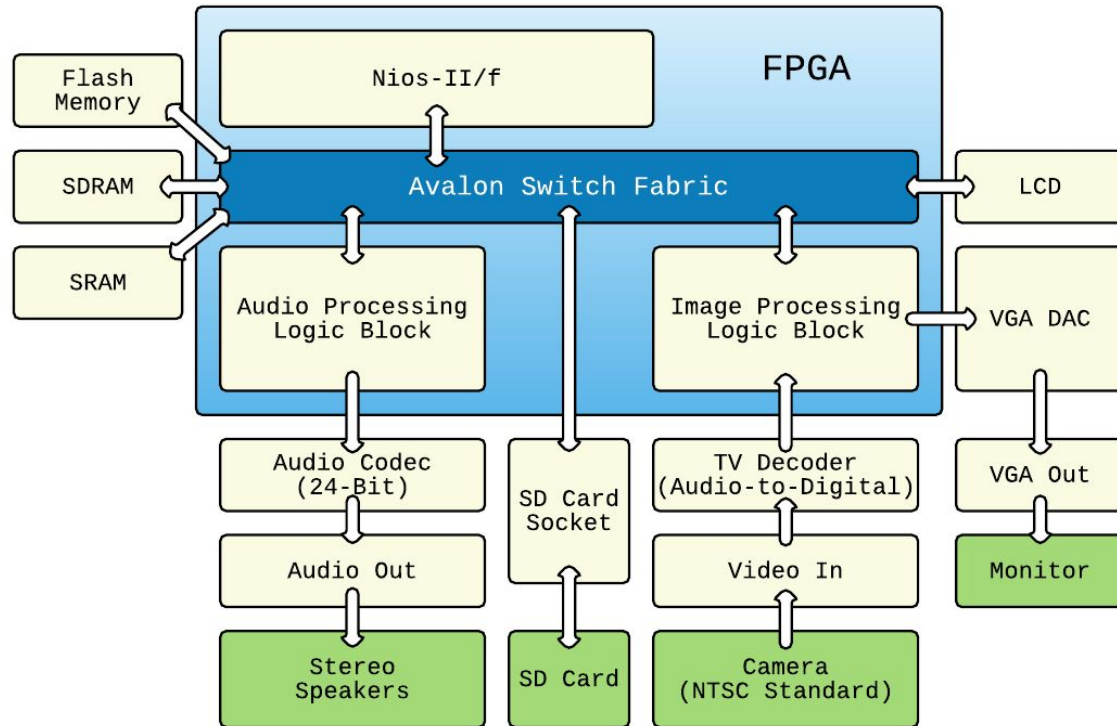 FPGA
Nios-II/f
Flash
Memory
Avalon Switch Fabric
SDRAM
LCD
SRAM
Audio Processing
Logic Block
Image Processing
Logic Block
VGA DAC
Audio Codec
(24-Bit)
SD Card
Socket
TV Decoder
(Audio-to-Digital)
VGA Out
Audio Out
Video In
Monitor
Stereo
Speakers
SD Card
Camera
(NTSC Standard)